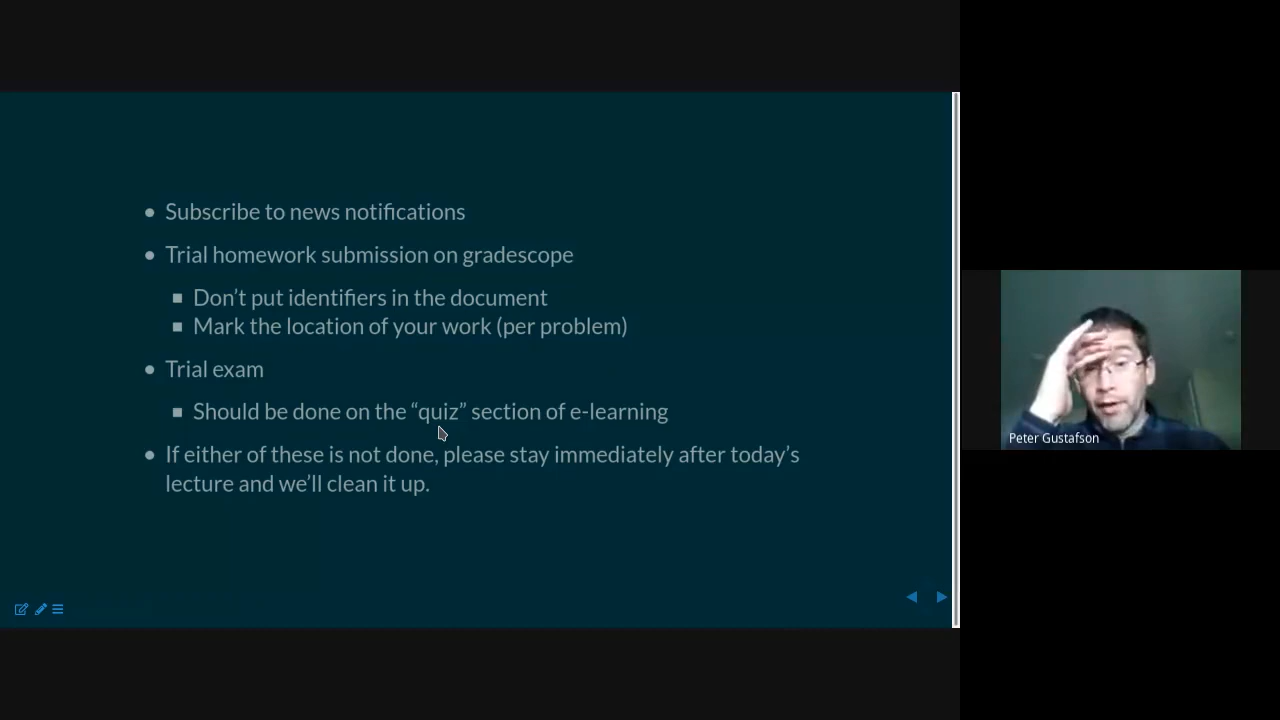 Subscribe to news notifications
Trial homework submission on gradescope
Don’t put identifiers in the document
Mark the location of your work (per problem)
Trial exam
Should be done on the “quiz” section of e-learning
If either of these is not done, please stay immediately after today’s
lecture and we’ll clean it up.
Peter Gustafson